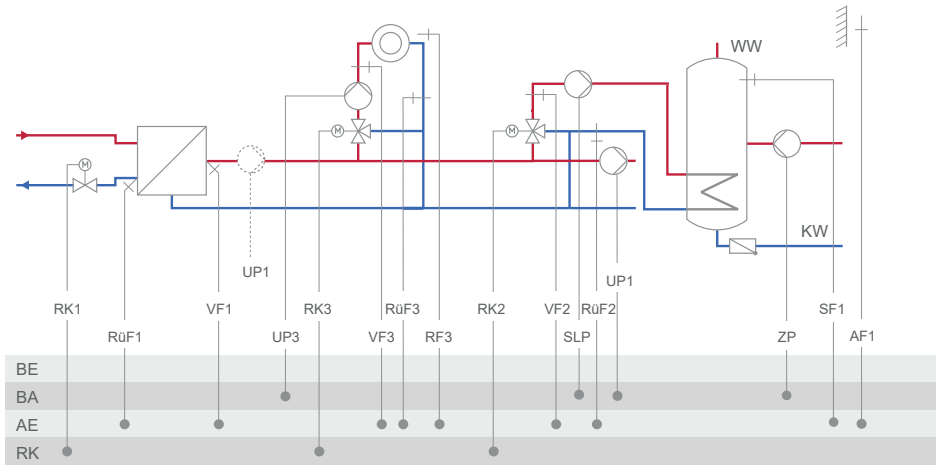 WW
M
M
M
KW
UP1
UP1
RK1
VF1
RK3
RüF3
RK2
VF2
RüF2
SF1
RüF1
UP3
VF3
RF3
SLP
ZP
AF1
BE
BA
AE
RK